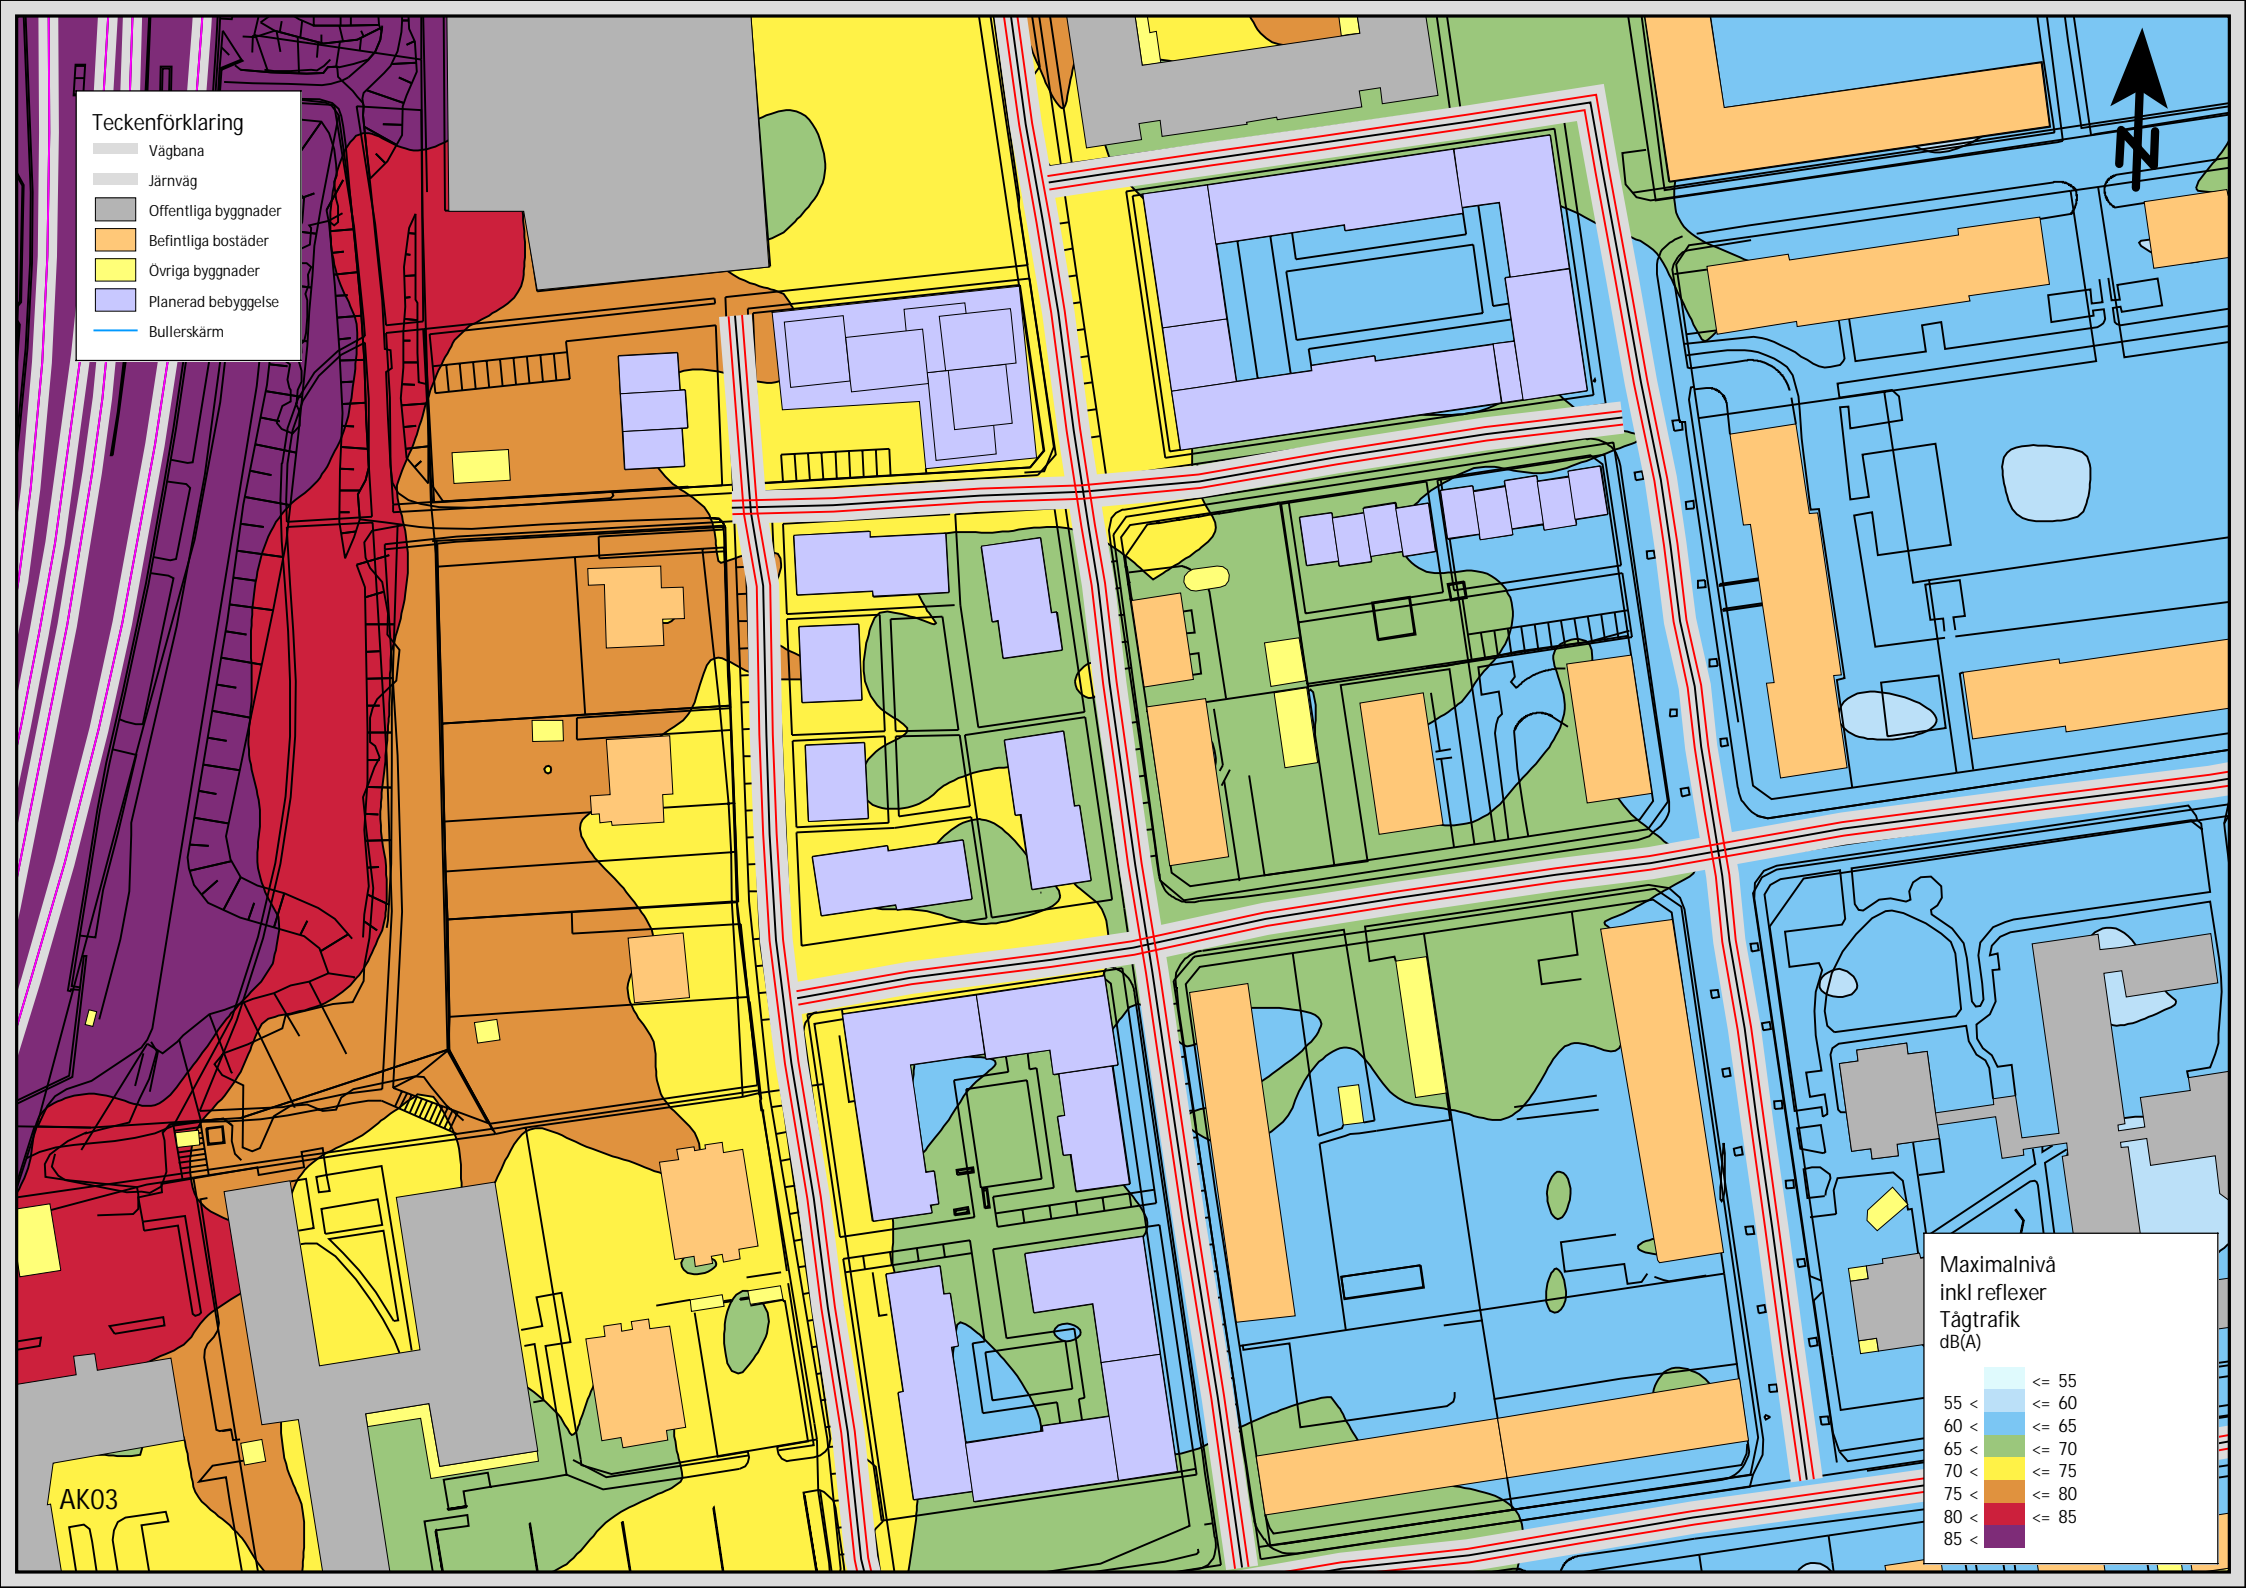 Teckenförklaring
Vägbana
Järnväg
Offentliga byggnader
Befintliga bostäder
Övriga byggnader
Planerad bebyggelse
Bullerskärm
N
AK03
Maximalnivå
inkl reflexer
Tågtrafik
dB(A)
<= 55
55 < <= 60
60 < <= 65
65 < <= 70
70 < <= 75
75 < <= 80
80 < <= 85
85 <